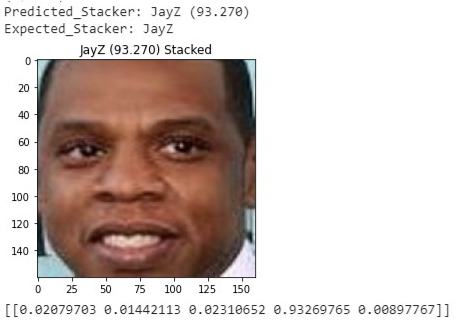 Predicted_Stacker: JayZ (93.270)
Expected_Stacker: JayZ
JayZ (93.270) Stacked
0
20
40
60
80
100
120
140
0 25 50 75 100 125 150
[[0.02079703 0.01442113 0.02310652 0.93269765 0.00897767]]